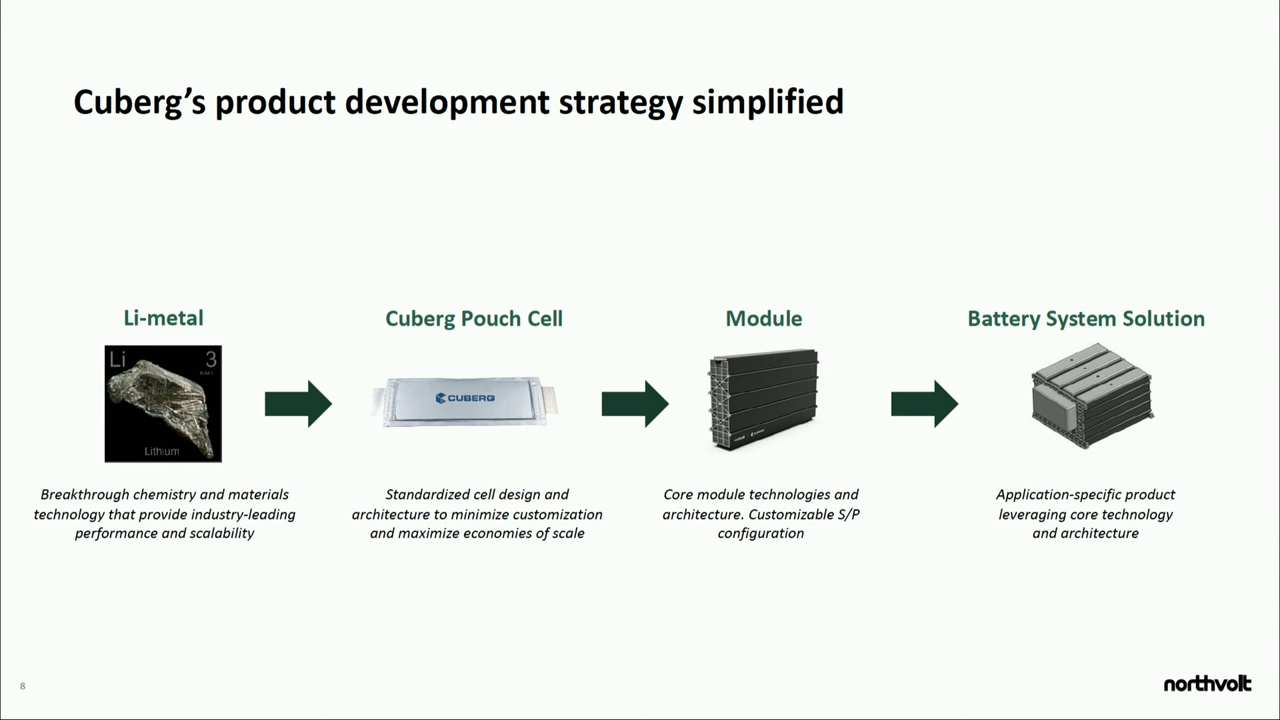 Cuberg’s product development strategy simplified
Li-metal
Li 3
Lithium
Breakthrough chemistry and materials
technology that provide industry-leading
performance and scalability
Cuberg Pouch Cell
CUBERG
Standardized cell design and
architecture to minimize customization
and maximize economies of scale
Module
Core module technologies and
architecture. Customizable S/P
configuration
Battery System Solution
Application-specific product
leveraging core technology
and architecture
8
northvolt